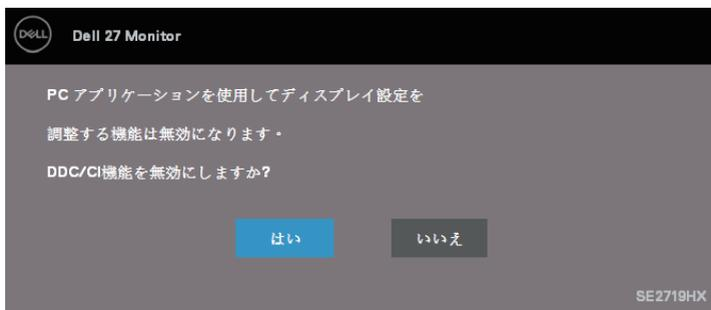 DELL
Dell 27 Monitor
PC アプリケーションを使用してディスプレイ設定を
調整する機能は無効になります。
DDC/CI機能を無効にしますか?
はい
いいえ
SE2719HX